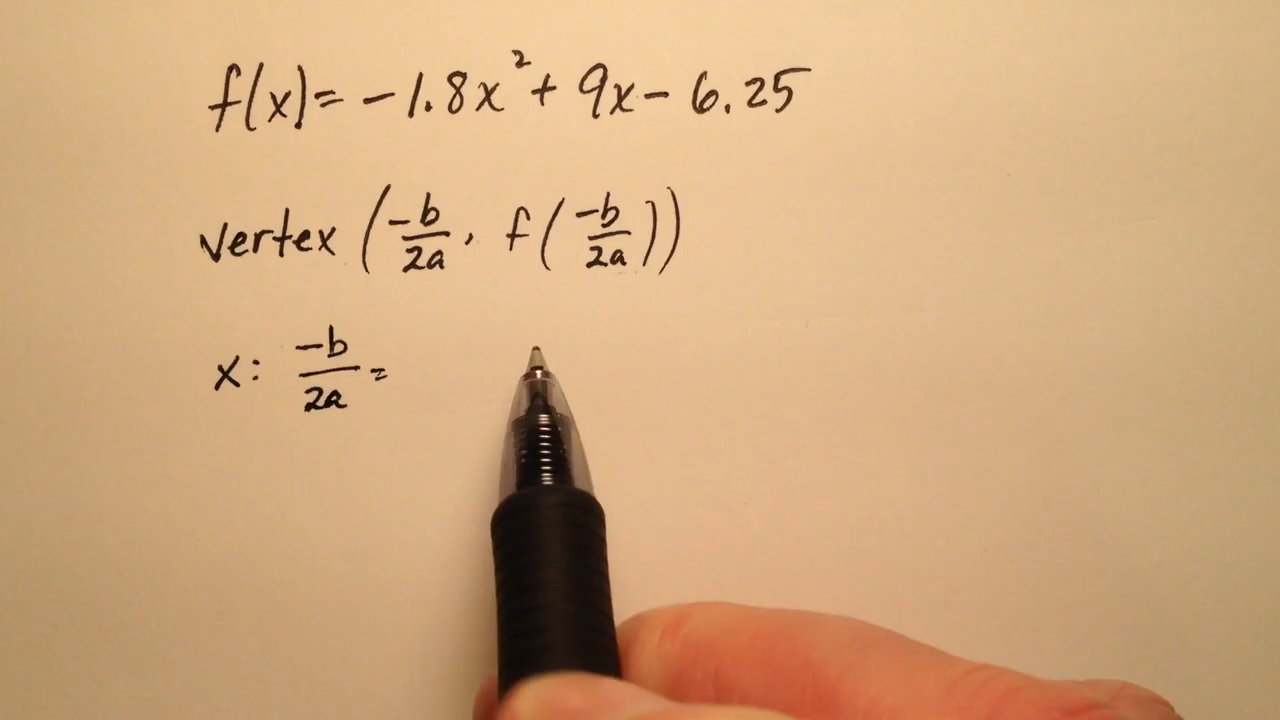 f(x) = -1.8x² + 9x - 6.25
vertex (-b/2a, f(-b/2a))
x: -b/2a =